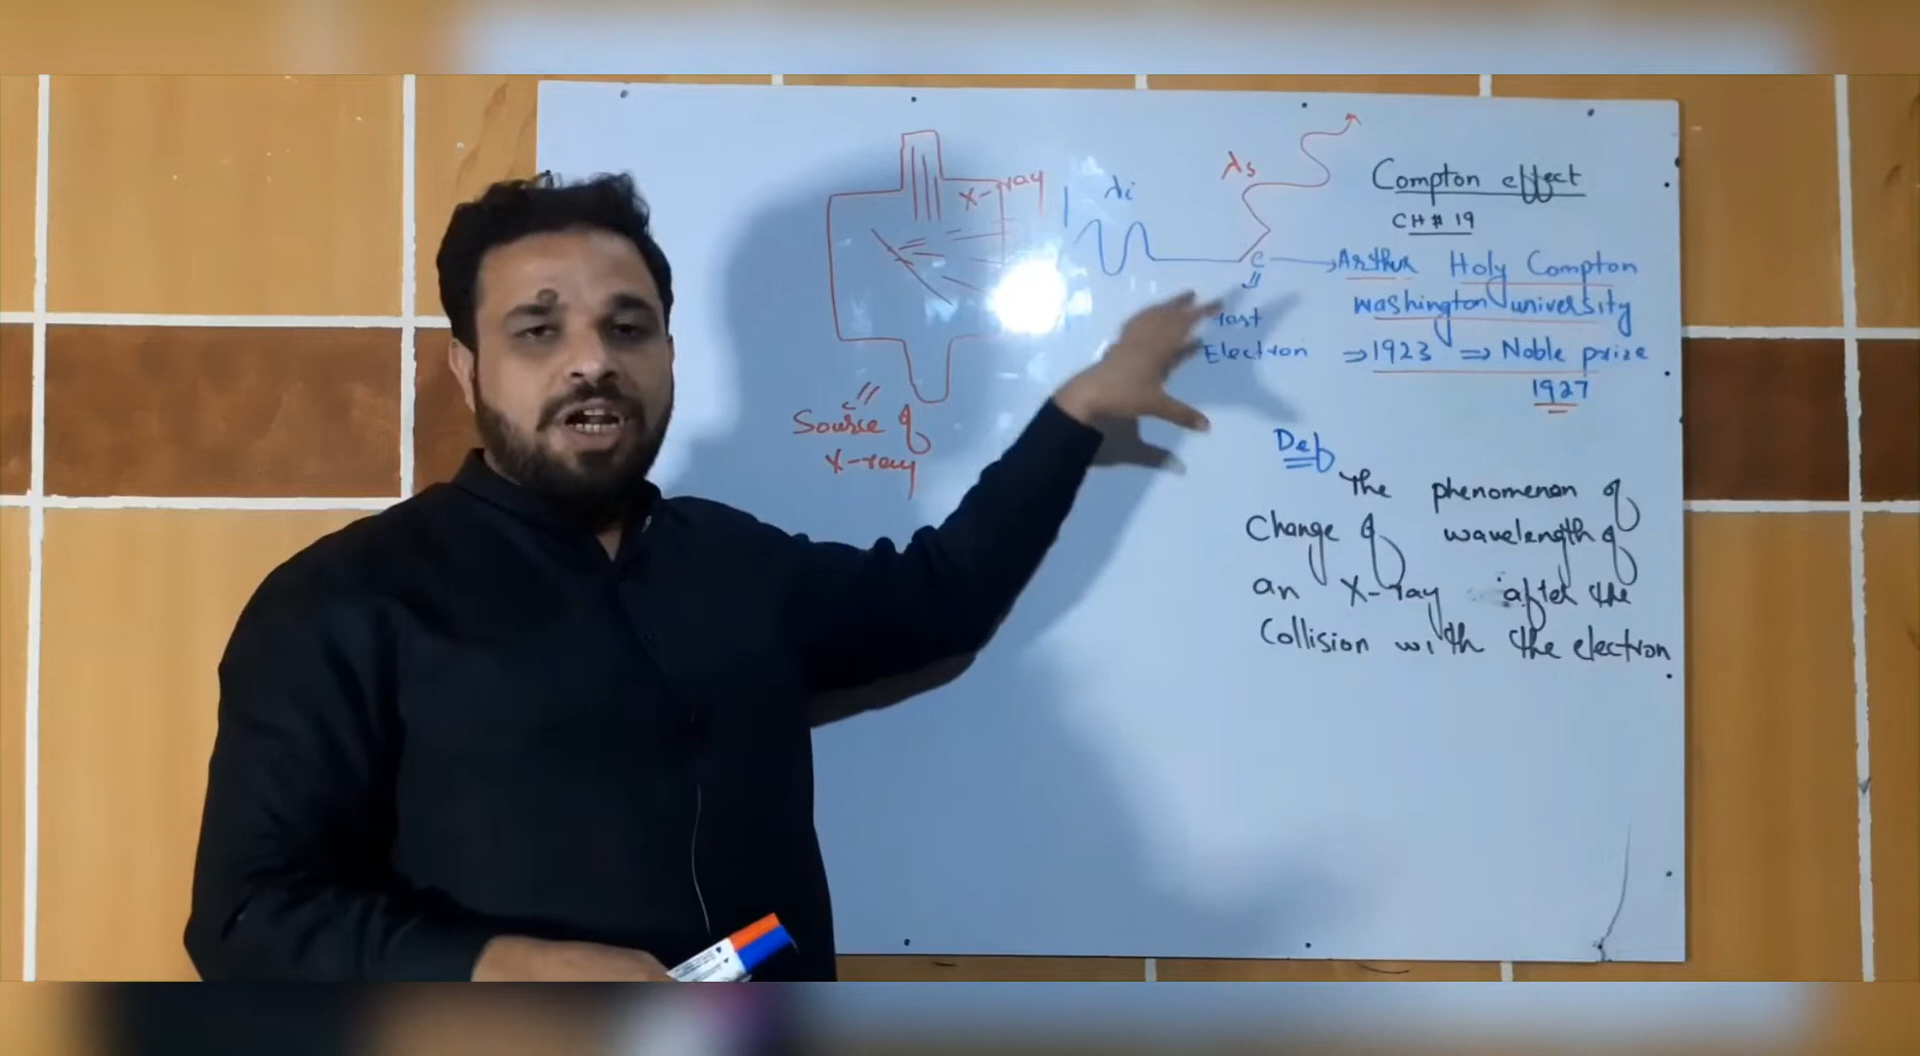 X-ray
Source of
X-ray
λi
λs
e
Electron
Compton effect
CH # 19
Arthur Holy Compton
washington university
⇒ 1923 ⇒ Noble prize
1927
Def
The phenomenon of
Change of wavelength of
an X-ray after the
Collision with the electron